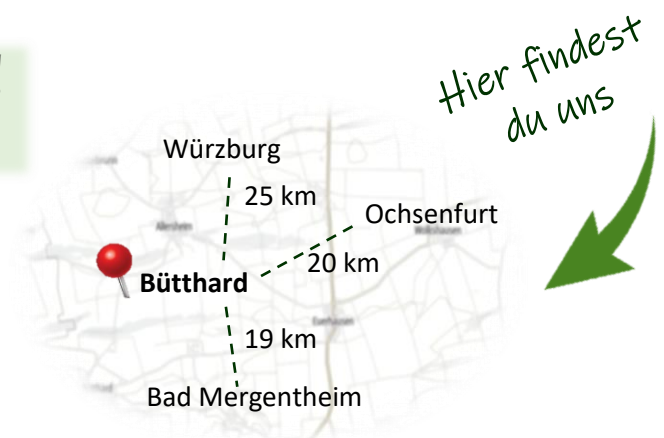 Hier findest
du uns
Würzburg
25 km
Ochsenfurt
20 km
Bütthard
19 km
Bad Mergentheim